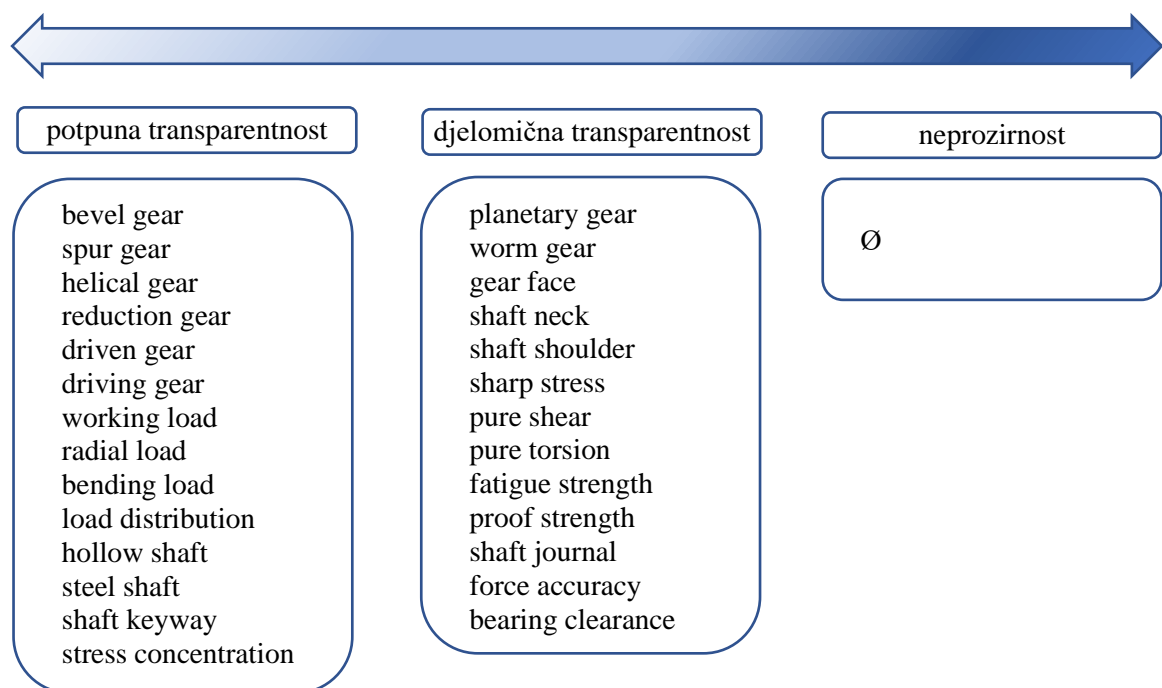 potpuna transparentnost
djelomična transparentnost
neprozirnost
bevel gear
spur gear
helical gear
reduction gear
driven gear
driving gear
working load
radial load
bending load
load distribution
hollow shaft
steel shaft
shaft keyway
stress concentration
planetary gear
worm gear
gear face
shaft neck
shaft shoulder
sharp stress
pure shear
pure torsion
fatigue strength
proof strength
shaft journal
force accuracy
bearing clearance
Ø